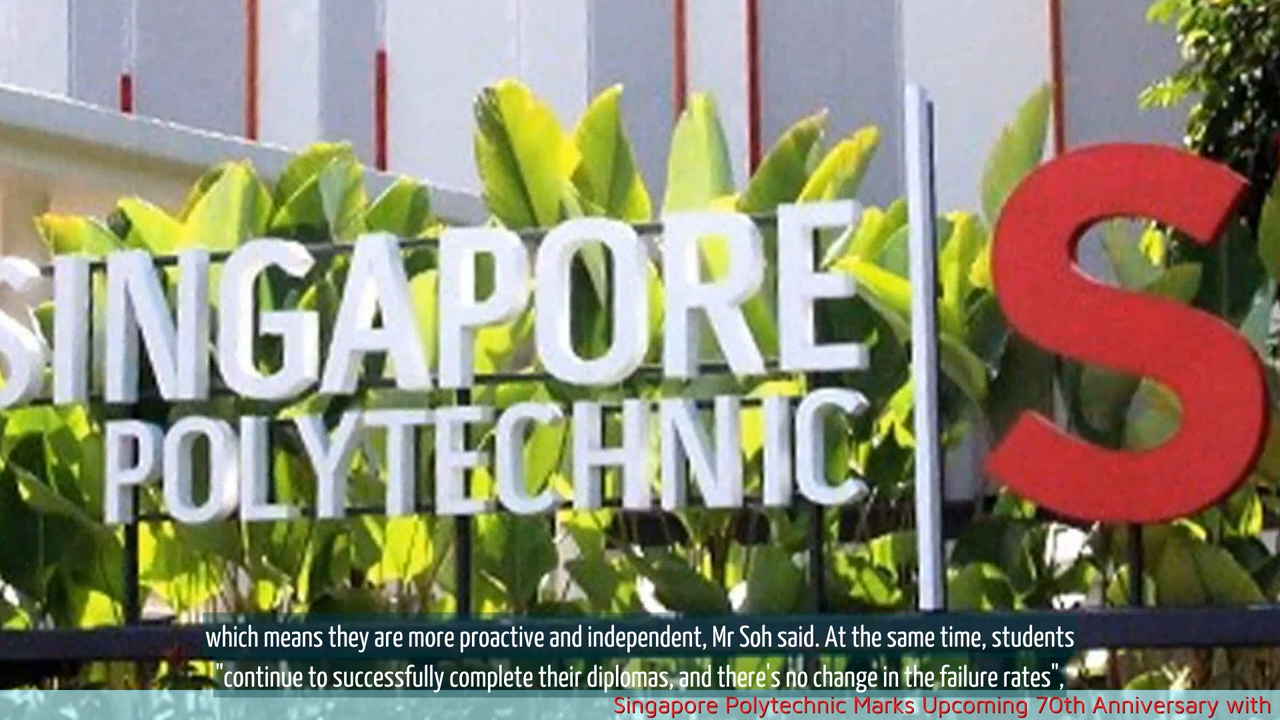 SINGAPORE
POLYTECHNIC
S
which means they are more proactive and independent, Mr Soh said. At the same time, students
"continue to successfully complete their diplomas, and there's no change in the failure rates",
Singapore Polytechnic Marks Upcoming 70th Anniversary with